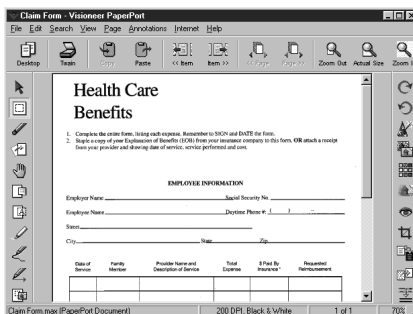 Claim Form - Visioneer PaperPort
File Edit Search View Page Annotations Internet Help
Desktop Train Copy Paste << Item Item >> << Page Page >> Zoom Out Actual Size Zoom
Health Care
Benefits
1. Complete the entire form, listing each expense. Remember to SIGN and DATE the form.
2. Staple a copy of your Explanation of Benefits (EOB) from your insurance company to this form, OR attach a receipt
from your provider and showing date of service, service performed and cost.
EMPLOYEE INFORMATION
Employer Name Social Security No.
Employee Name Daytime Phone #: ( ) -
Street
City State Zip
Date of Service Family Member Provider Name and Description of Service Total Expense $ Paid By Insurance * Requested Reimbursement
Claim Form.max (PaperPort Document) 200 DPI, Black & White 1 of 1 70%